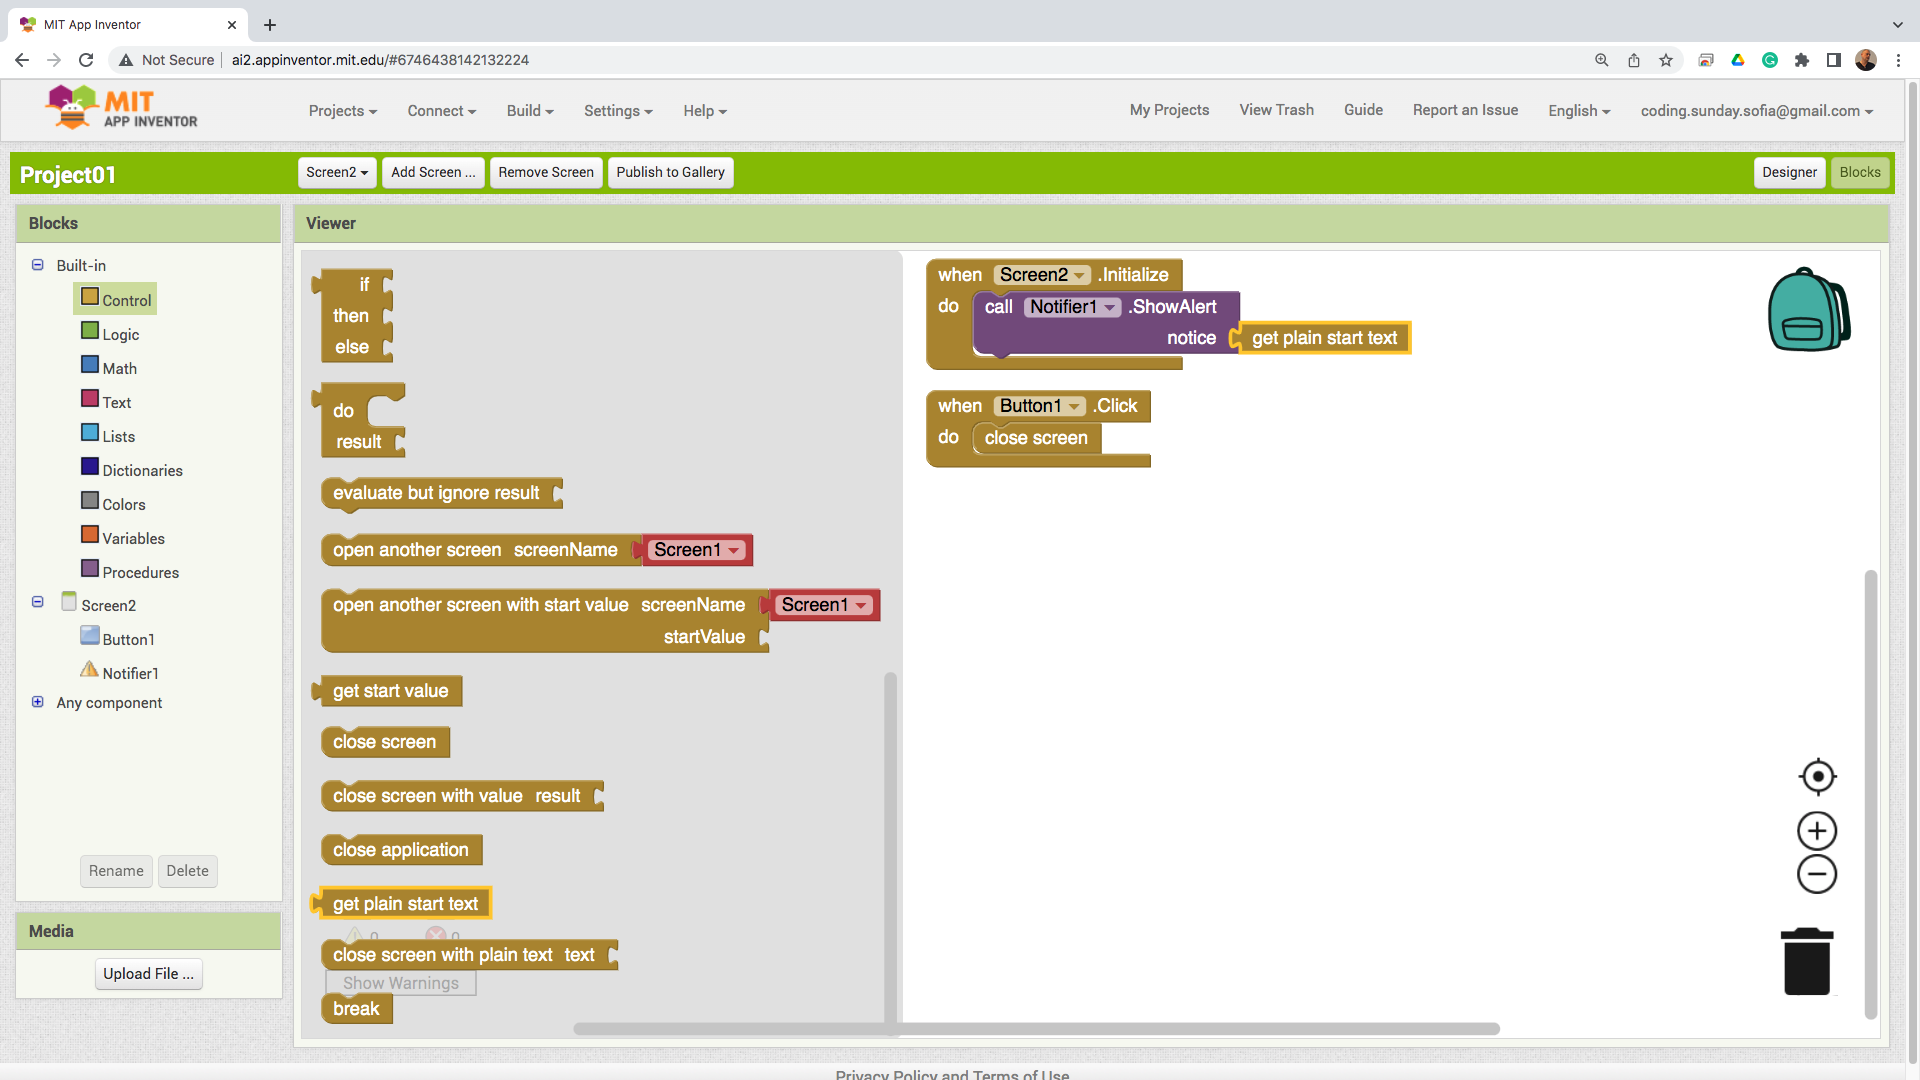 MIT App Inventor
Not Secure
ai2.appinventor.mit.edu/#6746438142132224
MIT
APP INVENTOR
Projects
Connect
Build
Settings
Help
My Projects
View Trash
Guide
Report an Issue
English
coding.sunday.sofia@gmail.com
Project01
Screen2
Add Screen ...
Remove Screen
Publish to Gallery
Designer
Blocks
Blocks
Built-in
Control
Logic
Math
Text
Lists
Dictionaries
Colors
Variables
Procedures
Screen2
Button1
Notifier1
Any component
Rename
Delete
Media
Upload File ...
Viewer
if
then
else
do
result
evaluate but ignore result
open another screen screenName Screen1
open another screen with start value screenName Screen1
startValue
get start value
close screen
close screen with value result
close application
get plain start text
0 0
close screen with plain text text
Show Warnings
break
when Screen2 .Initialize
do call Notifier1 .ShowAlert
notice get plain start text
when Button1 .Click
do close screen
Privacy Policy and Terms of Use